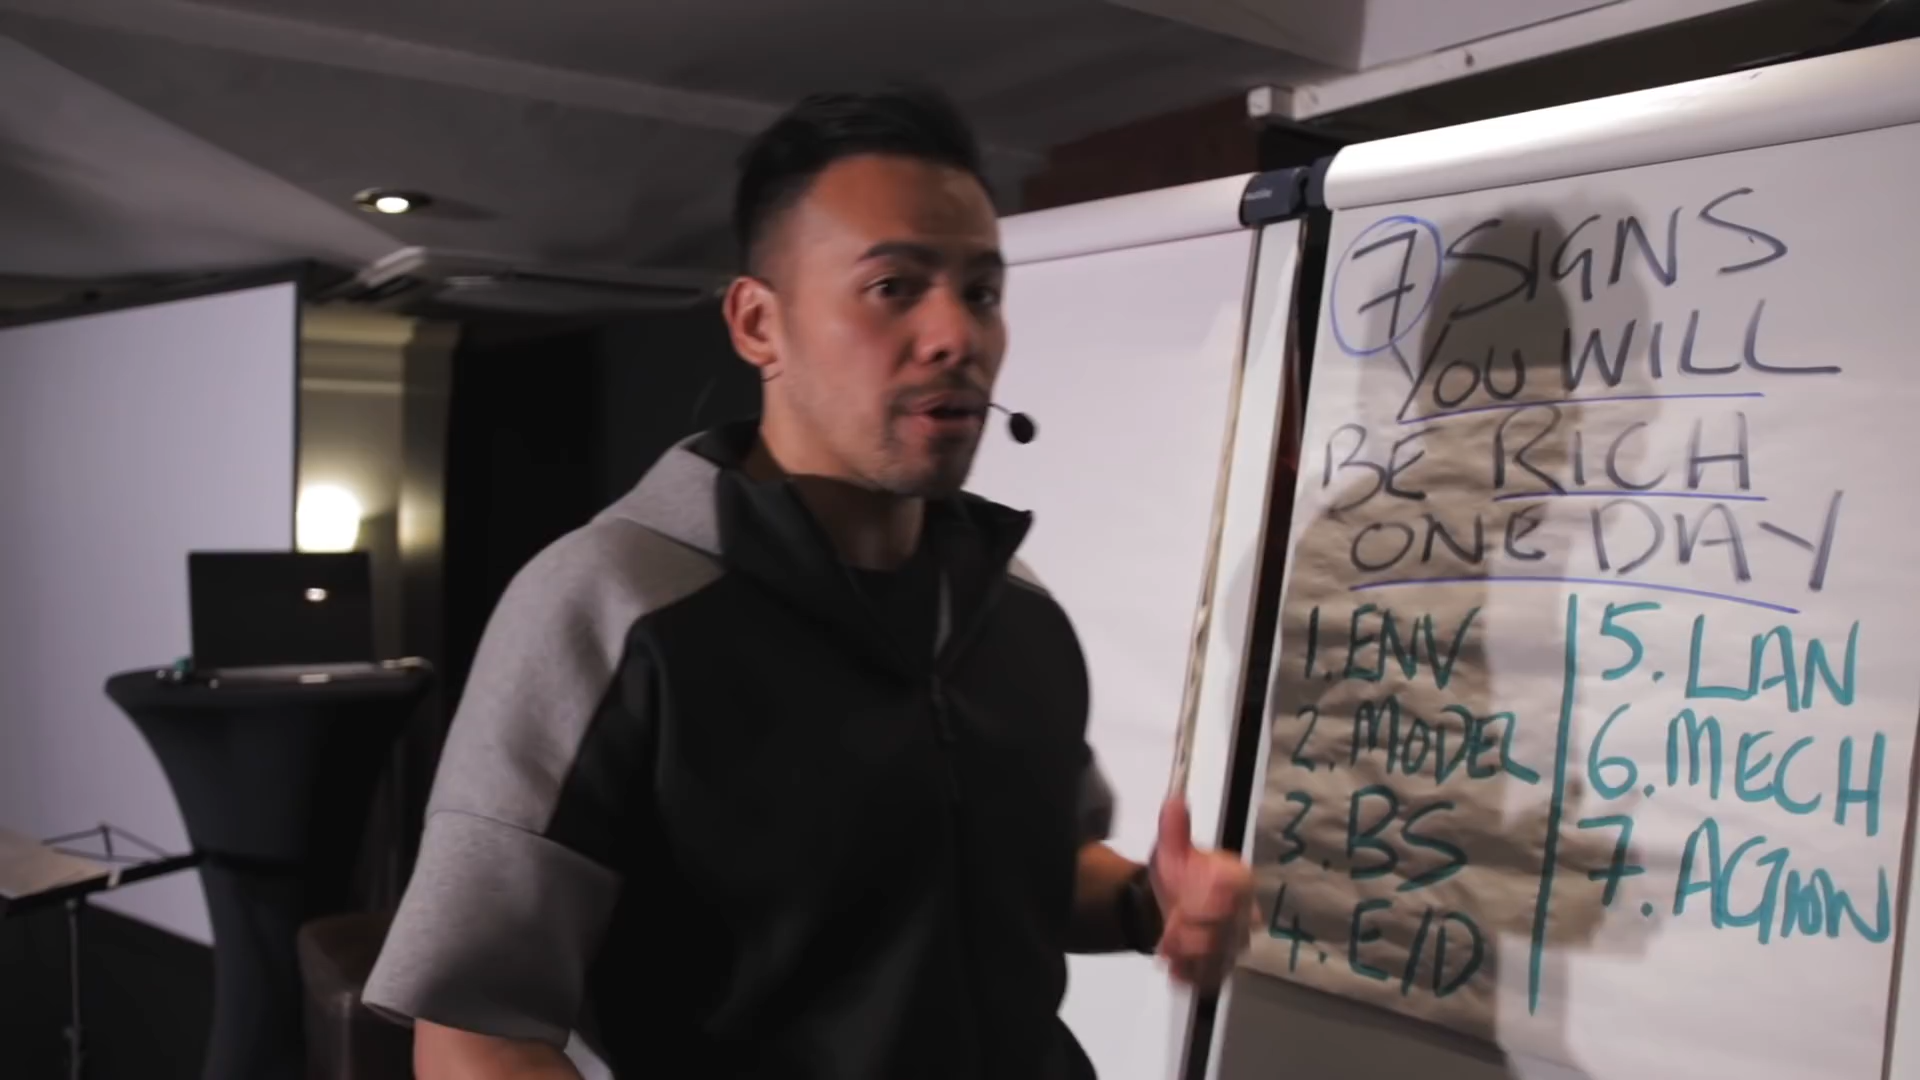 7 SIGNS
YOU WILL
BE RICH
ONE DAY
1. ENV
2. MODEL
3. BS
4. E/D
5. LAN
6. MECH
7. ACTION